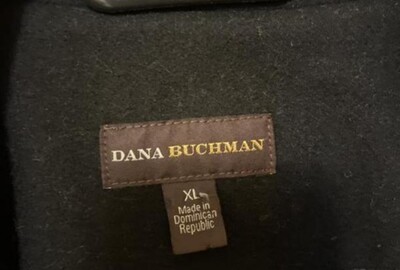 DANA BUCHMAN
XL
Made in
Dominican
Republic